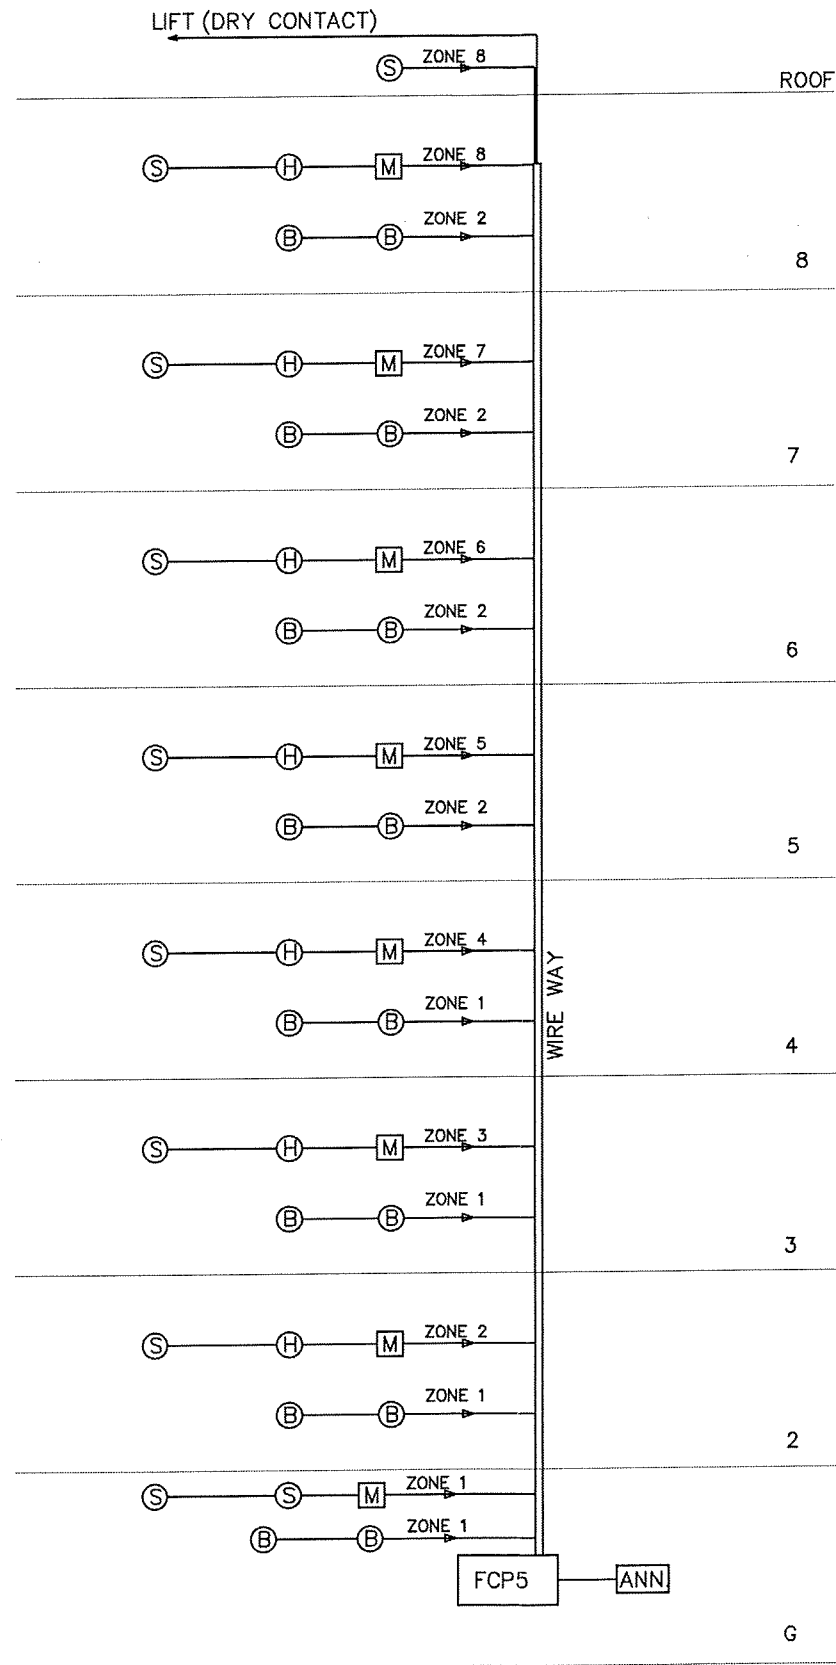 LIFT (DRY CONTACT)
S ZONE 8
ROOF
S H M ZONE 8
B B ZONE 2
8
S H M ZONE 7
B B ZONE 2
7
S H M ZONE 6
B B ZONE 2
6
S H M ZONE 5
B B ZONE 2
5
S H M ZONE 4
WIRE WAY
B B ZONE 1
4
S H M ZONE 3
B B ZONE 1
3
S H M ZONE 2
B B ZONE 1
2
S S M ZONE 1
B B ZONE 1
FCP5 ANN.
G